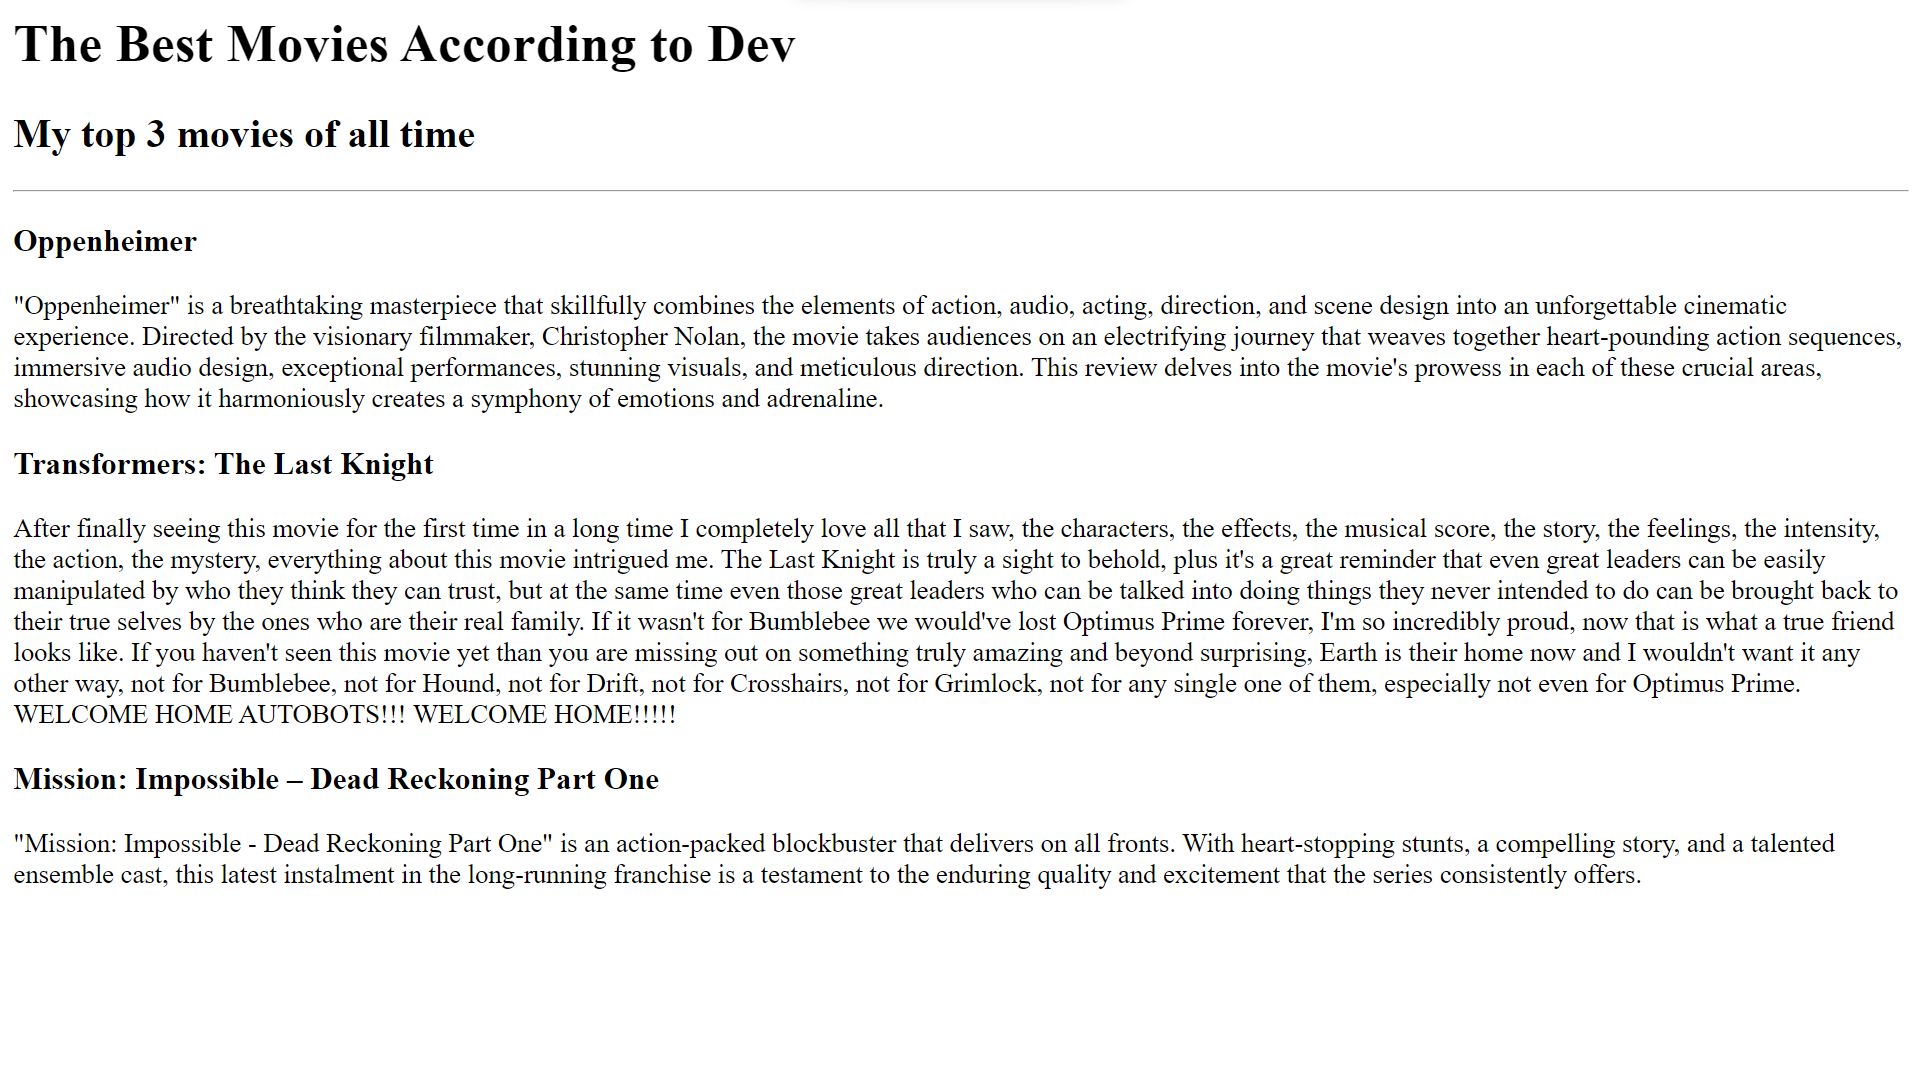 The Best Movies According to Dev
My top 3 movies of all time
Oppenheimer
"Oppenheimer" is a breathtaking masterpiece that skillfully combines the elements of action, audio, acting, direction, and scene design into an unforgettable cinematic
experience. Directed by the visionary filmmaker, Christopher Nolan, the movie takes audiences on an electrifying journey that weaves together heart-pounding action sequences,
immersive audio design, exceptional performances, stunning visuals, and meticulous direction. This review delves into the movie's prowess in each of these crucial areas,
showcasing how it harmoniously creates a symphony of emotions and adrenaline.
Transformers: The Last Knight
After finally seeing this movie for the first time in a long time I completely love all that I saw, the characters, the effects, the musical score, the story, the feelings, the intensity,
the action, the mystery, everything about this movie intrigued me. The Last Knight is truly a sight to behold, plus it's a great reminder that even great leaders can be easily
manipulated by who they think they can trust, but at the same time even those great leaders who can be talked into doing things they never intended to do can be brought back to
their true selves by the ones who are their real family. If it wasn't for Bumblebee we would've lost Optimus Prime forever, I'm so incredibly proud, now that is what a true friend
looks like. If you haven't seen this movie yet than you are missing out on something truly amazing and beyond surprising, Earth is their home now and I wouldn't want it any
other way, not for Bumblebee, not for Hound, not for Drift, not for Crosshairs, not for Grimlock, not for any single one of them, especially not even for Optimus Prime.
WELCOME HOME AUTOBOTS!!! WELCOME HOME!!!!!
Mission: Impossible – Dead Reckoning Part One
"Mission: Impossible - Dead Reckoning Part One" is an action-packed blockbuster that delivers on all fronts. With heart-stopping stunts, a compelling story, and a talented
ensemble cast, this latest instalment in the long-running franchise is a testament to the enduring quality and excitement that the series consistently offers.